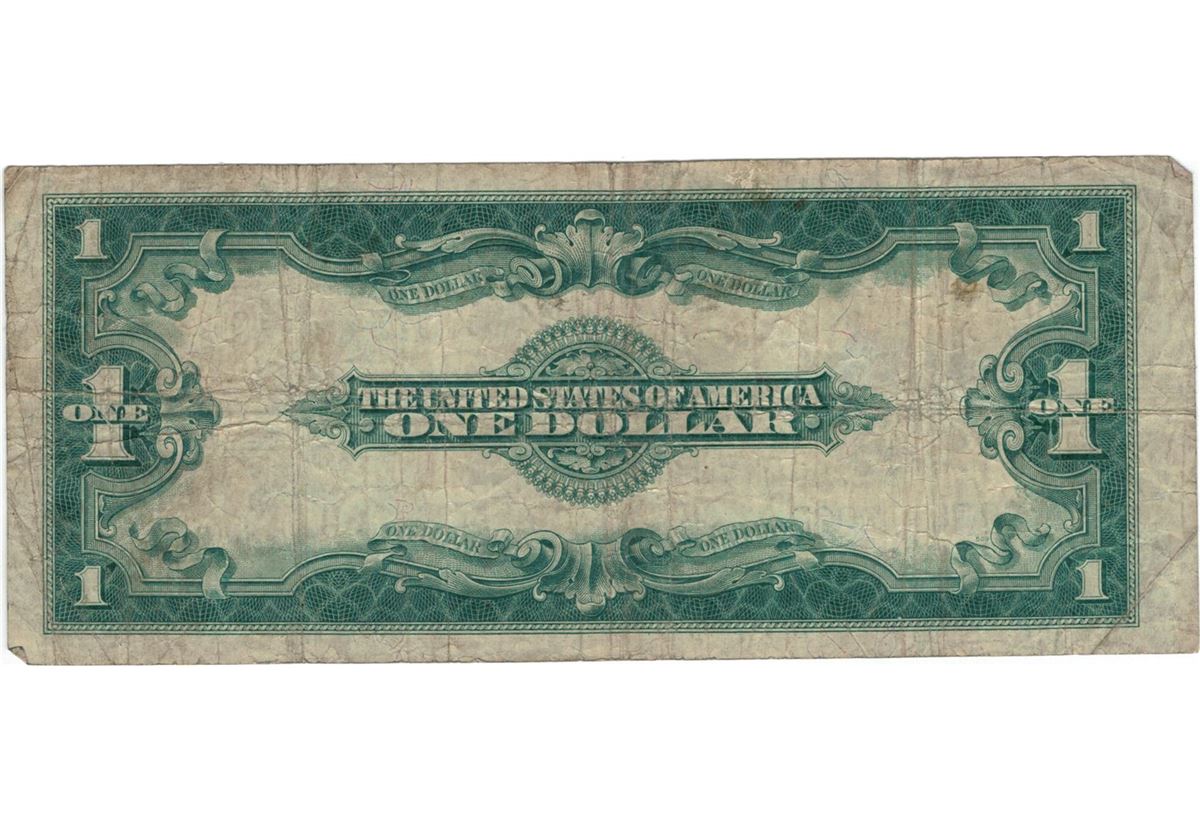 1 1
ONE DOLLAR ONE DOLLAR
1 1
ONE ONE
THE UNITED STATES OF AMERICA
ONE DOLLAR
ONE DOLLAR ONE DOLLAR
1 1